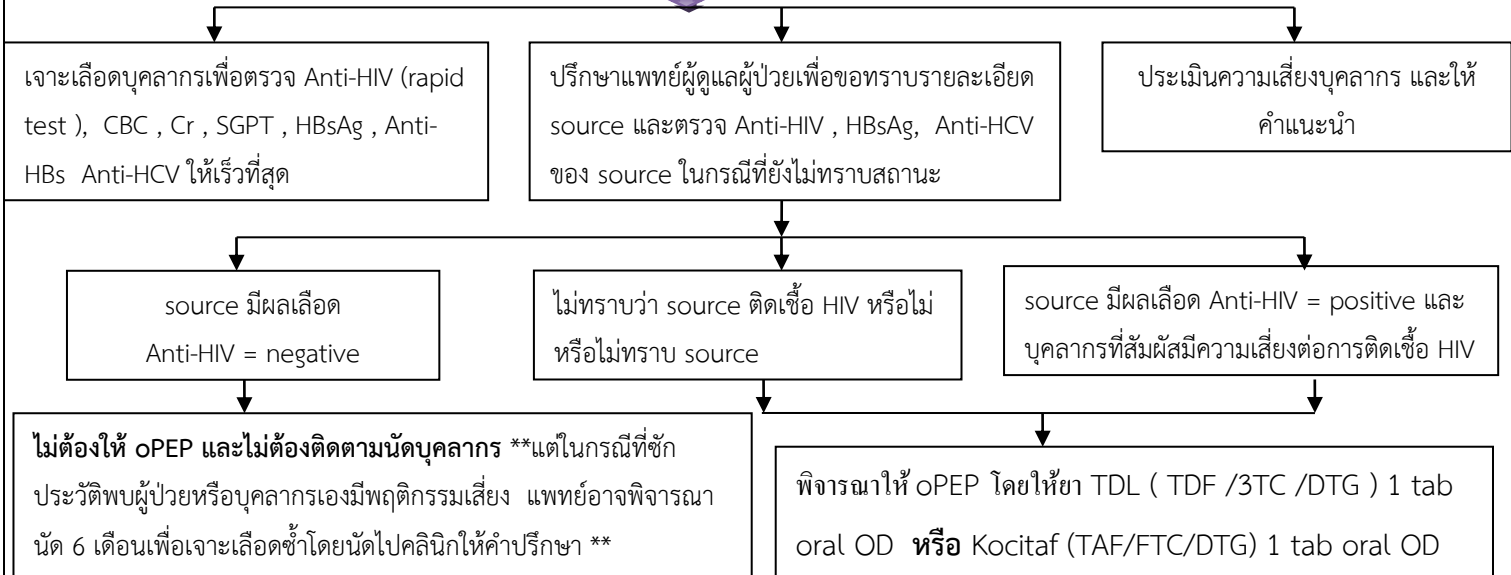 เจาะเลือดบุคลากรเพื่อตรวจ Anti-HIV (rapid
test ), CBC , Cr , SGPT , HBsAg , Anti-
HBs Anti-HCV ให้เร็วที่สุด
ปรึกษาแพทย์ผู้ดูแลผู้ป่วยเพื่อขอทราบรายละเอียด
source และตรวจ Anti-HIV , HBsAg, Anti-HCV
ของ source ในกรณีที่ยังไม่ทราบสถานะ
ประเมินความเสี่ยงบุคลากร และให้
คำแนะนำ
source มีผลเลือด
Anti-HIV = negative
ไม่ทราบว่า source ติดเชื้อ HIV หรือไม่
หรือไม่ทราบ source
source มีผลเลือด Anti-HIV = positive และ
บุคลากรที่สัมผัสมีความเสี่ยงต่อการติดเชื้อ HIV
ไม่ต้องให้ oPEP และไม่ต้องติดตามนัดบุคลากร **แต่ในกรณีที่ซัก
ประวัติพบผู้ป่วยหรือบุคลากรเองมีพฤติกรรมเสี่ยง แพทย์อาจพิจารณา
นัด 6 เดือนเพื่อเจาะเลือดซ้ำโดยนัดไปคลินิกให้คำปรึกษา **
พิจารณาให้ oPEP โดยให้ยา TDL ( TDF /3TC /DTG ) 1 tab
oral OD หรือ Kocitaf (TAF/FTC/DTG) 1 tab oral OD